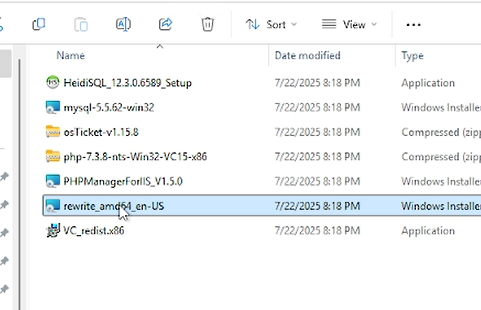 Sort View ...
Name Date modified Type
HeidiSQL_12.3.0.6589_Setup 7/22/2025 8:18 PM Application
mysql-5.5.62-win32 7/22/2025 8:18 PM Windows Installe
osTicket-v1.15.8 7/22/2025 8:18 PM Compressed (zipp
php-7.3.8-nts-Win32-VC15-x86 7/22/2025 8:18 PM Compressed (zipp
PHPManagerForIIS_V1.5.0 7/22/2025 8:18 PM Windows Installe
rewrite_amd64_en-US 7/22/2025 8:18 PM Windows Installe
VC_redist.x86 7/22/2025 8:18 PM Application